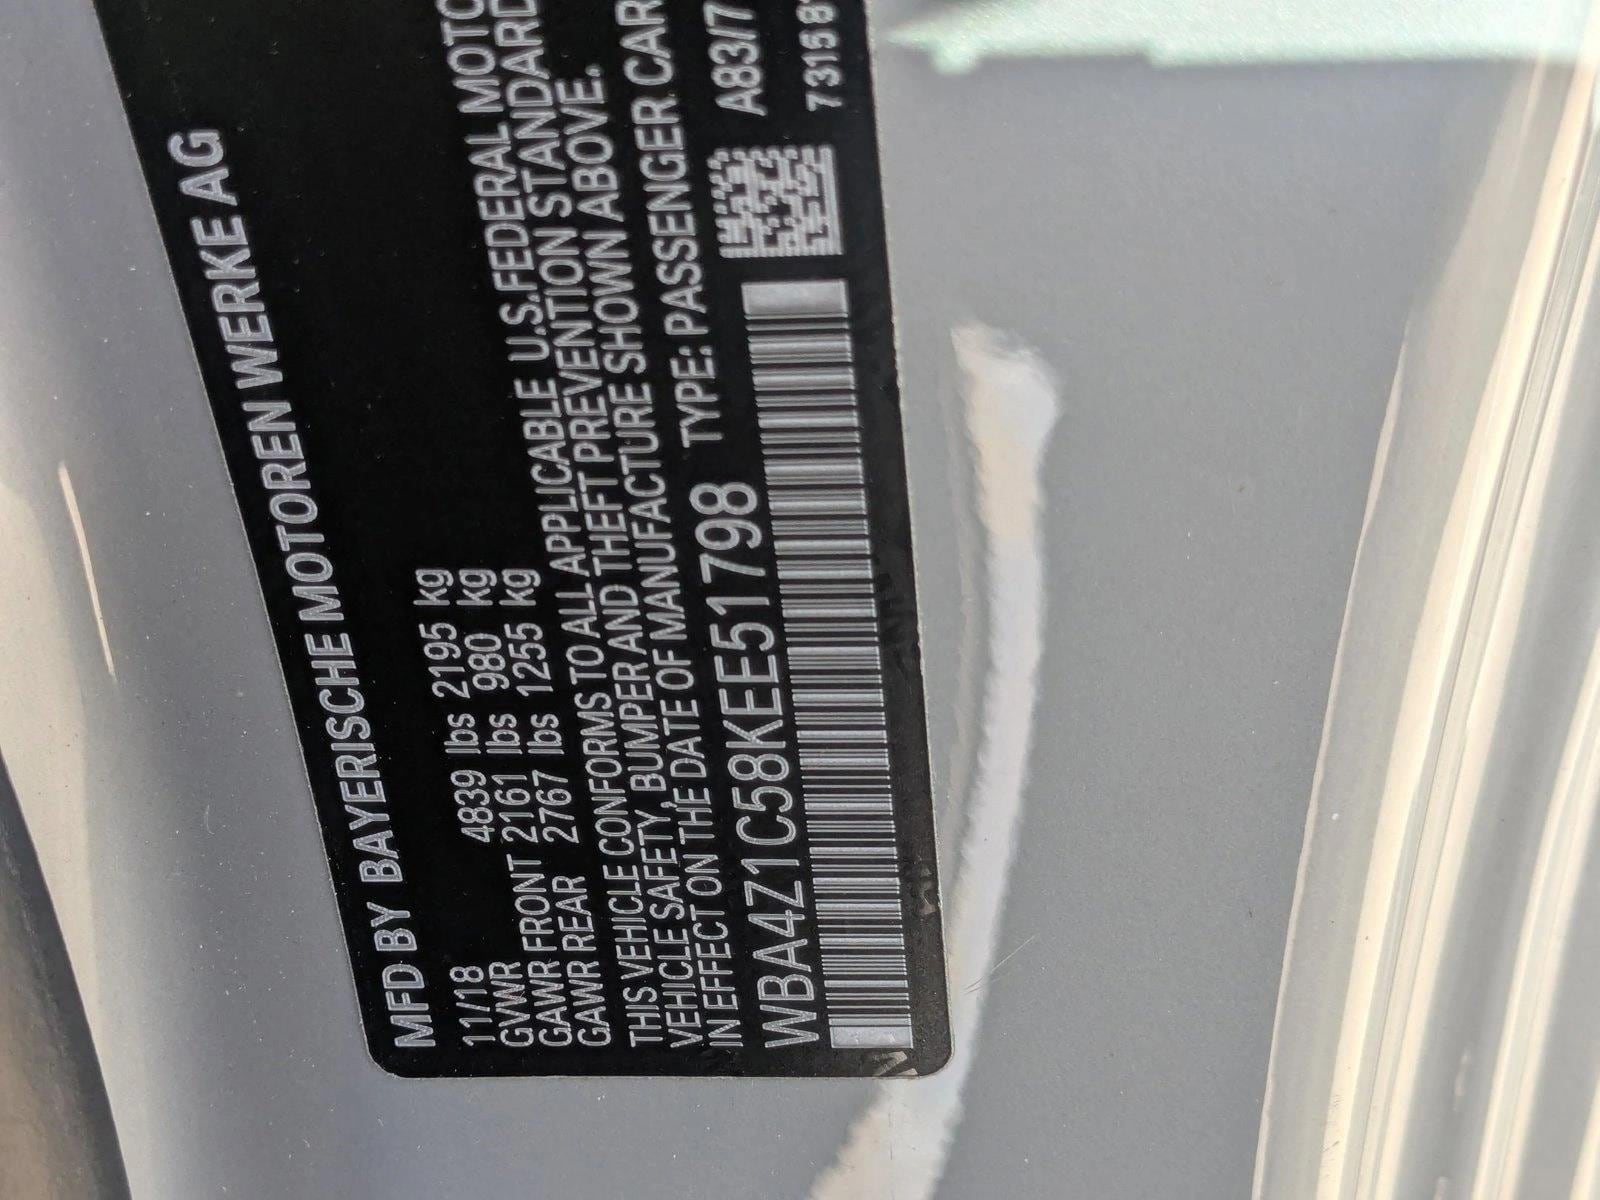 MFD BY BAYERISCHE MOTOREN WERKE AG
11/18
GVWR 4839 lbs 2195 kg
GAWR FRONT 2161 lbs 980 kg
GAWR REAR 2767 lbs 1255 kg
THIS VEHICLE CONFORMS TO ALL APPLICABLE U.S.FEDERAL MOTO
VEHICLE SAFETY, BUMPER AND THEFT PREVENTION STANDARD
IN EFFECT ON THE DATE OF MANUFACTURE SHOWN ABOVE.
WBA4Z1C58KEE51798 TYPE: PASSENGER CAR
A83/7
731581